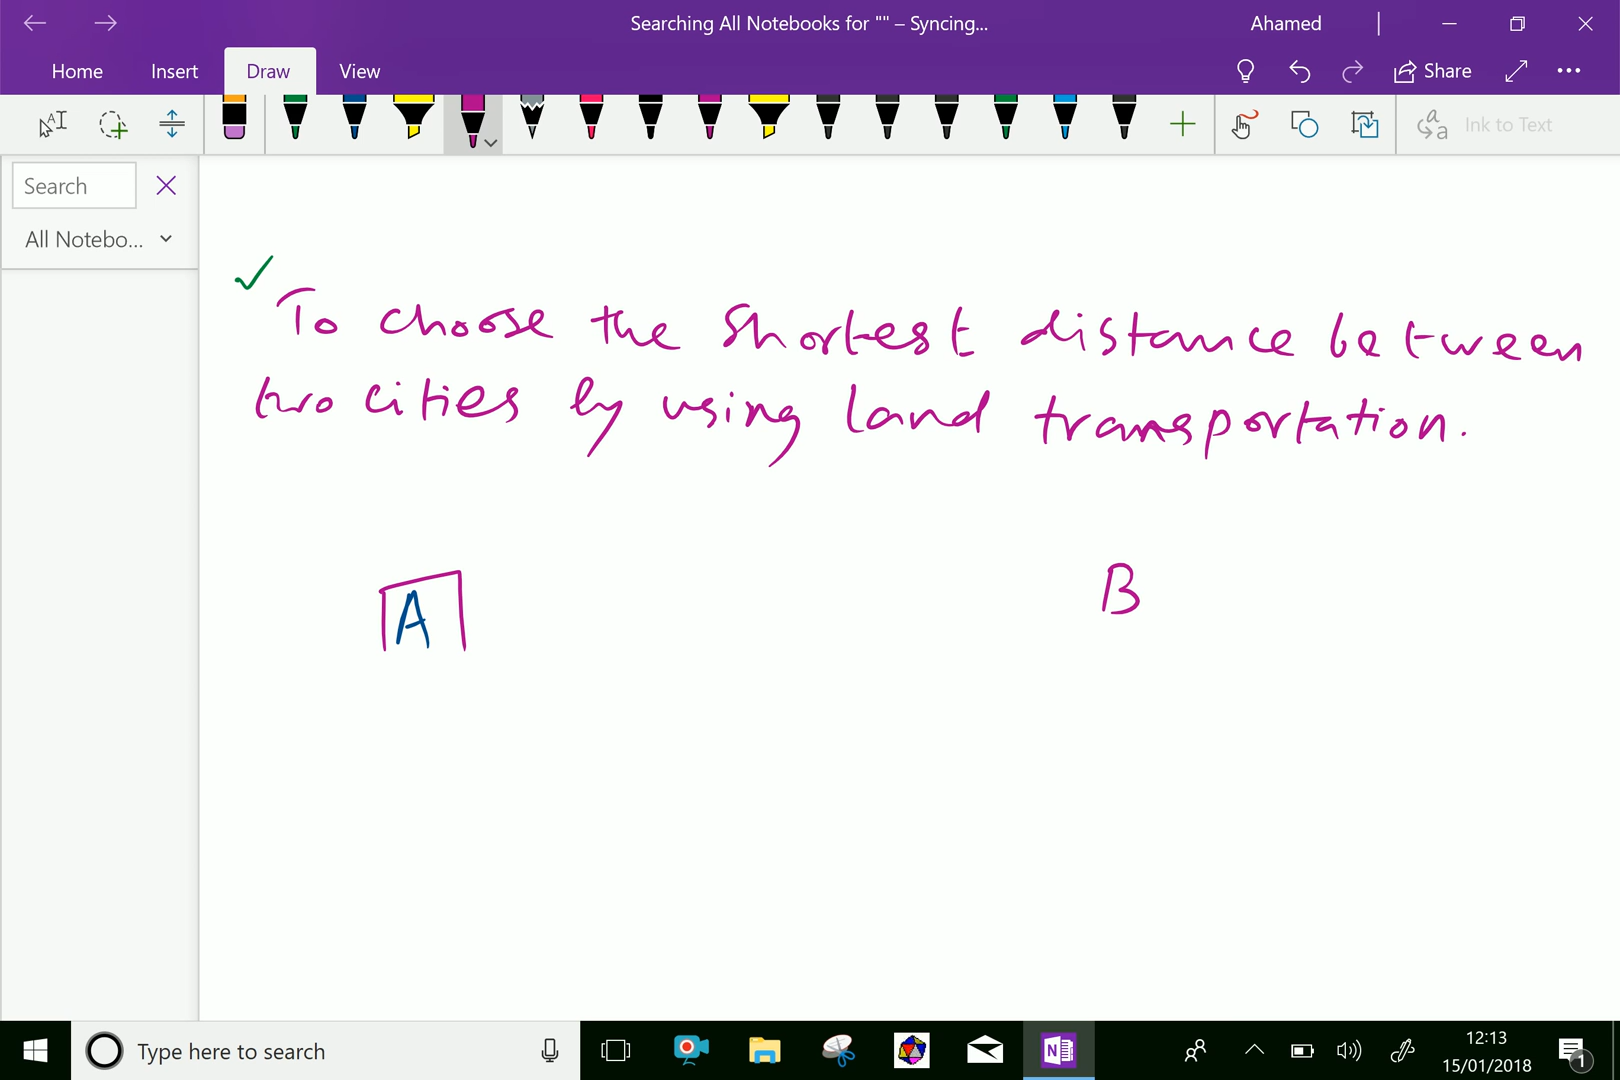 Searching All Notebooks for "" – Syncing...
Ahamed
Home
Insert
Draw
View
Share
Ink to Text
Search
All Notebo...
To choose the shortest distance between
two cities by using land transportation.
A
B
Type here to search
12:13
15/01/2018
1